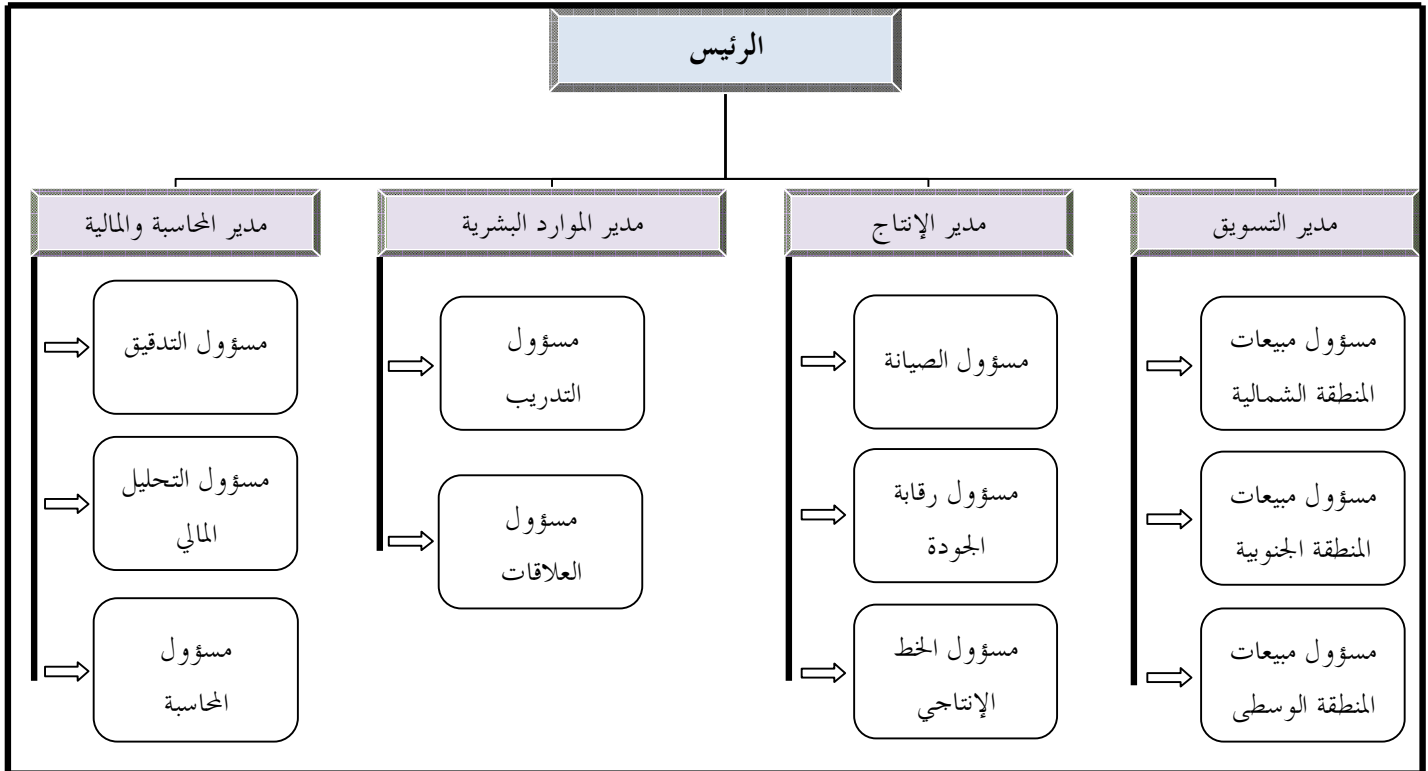 الرئيس
مدير التسويق
مدير الإنتاج
مدير الموارد البشرية
مدير المحاسبة والمالية
مسؤول مبيعات
المنطقة الشمالية
مسؤول مبيعات
المنطقة الجنوبية
مسؤول مبيعات
المنطقة الوسطى
مسؤول الصيانة
مسؤول رقابة
الجودة
مسؤول الخط
الإنتاجي
مسؤول
التدريب
مسؤول
العلاقات
مسؤول التدقيق
مسؤول التحليل
المالي
مسؤول
المحاسبة